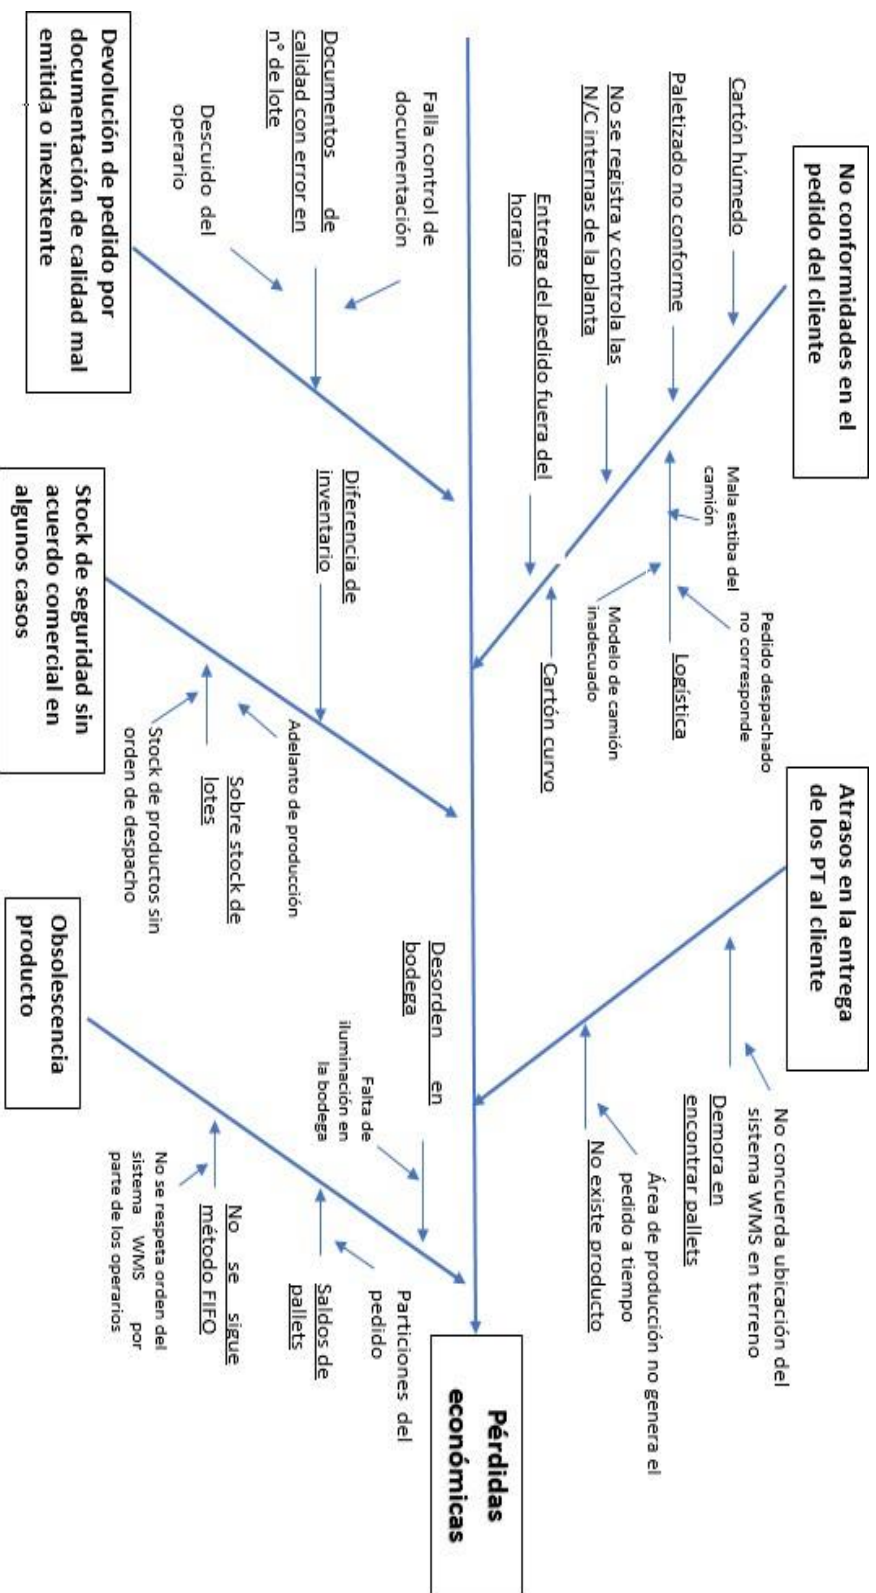 No conformidades en el
pedido del cliente
Atrasos en la entrega
de los PT al cliente
Cartón húmedo
Paletizado no conforme
No se registra y controla las
N/C internas de la planta
Entrega del pedido fuera del
horario
Pedido despachado
no corresponde
Mala estiba del
camión
Logística
Modelo de camión
inadecuado
Cartón curvo
No concuerda ubicación del
sistema WMS en terreno
Demora en
encontrar pallets
Área de producción no genera el
pedido a tiempo
No existe producto
Pérdidas
económicas
Falla control de
documentación
Documentos de
calidad con error en
n° de lote
Descuido del
operario
Diferencia de
inventario
Adelanto de producción
Sobre stock de
lotes
Stock de productos sin
orden de despacho
Desorden en
bodega
Falta de
iluminación en
la bodega
Particiones del
pedido
Saldos de
pallets
No se sigue
método FIFO
No se respeta orden del
sistema WMS por
parte de los operarios
Devolución de pedido por
documentación de calidad mal
emitida o inexistente
Stock de seguridad sin
acuerdo comercial en
algunos casos
Obsolescencia
producto